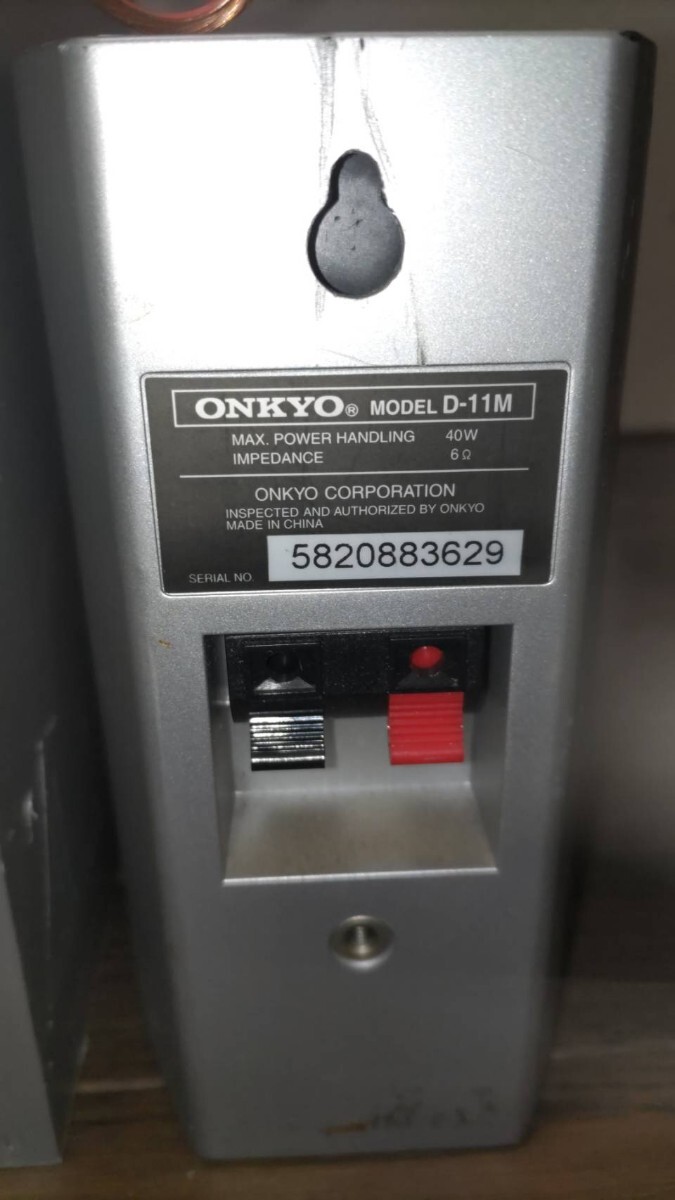 ONKYO® MODEL D-11M
MAX. POWER HANDLING 40W
IMPEDANCE 6Ω
ONKYO CORPORATION
INSPECTED AND AUTHORIZED BY ONKYO
MADE IN CHINA
SERIAL NO. 5820883629